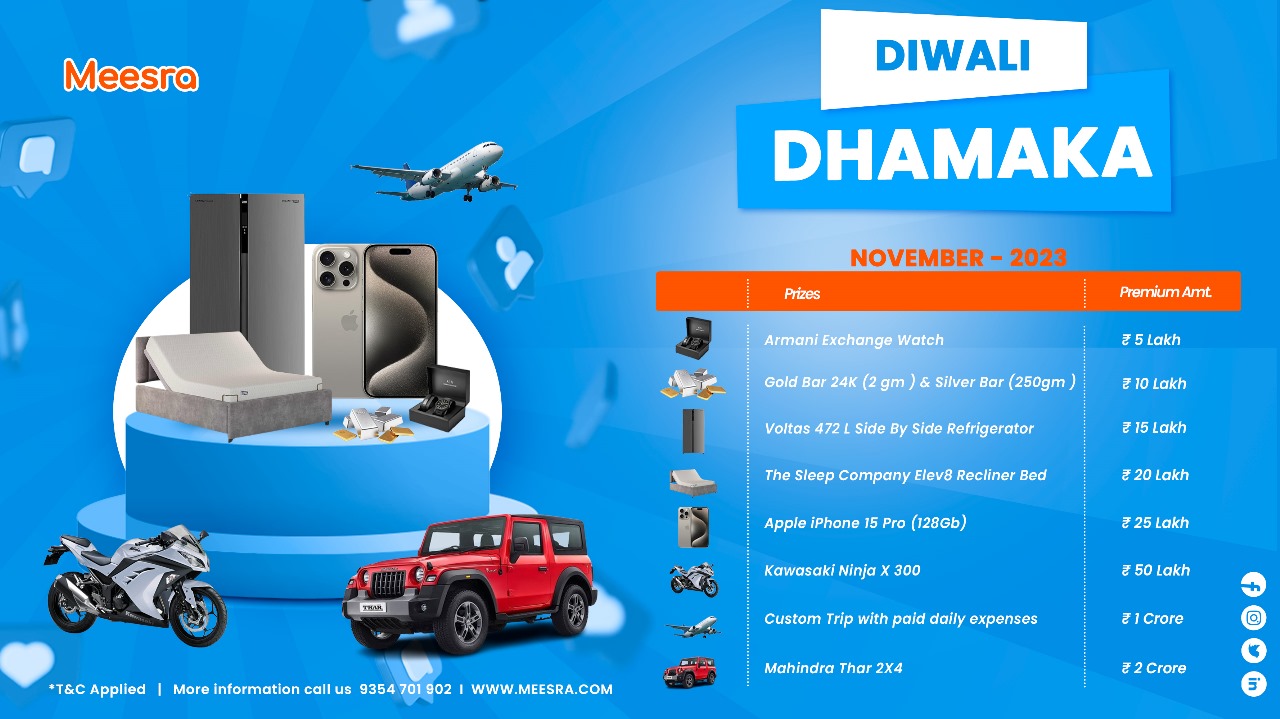 Meesra
DIWALI
DHAMAKA
NOVEMBER - 2023
Prizes Premium Amt.
Armani Exchange Watch ₹ 5 Lakh
Gold Bar 24K (2 gm ) & Silver Bar (250gm ) ₹ 10 Lakh
Voltas 472 L Side By Side Refrigerator ₹ 15 Lakh
The Sleep Company Elev8 Recliner Bed ₹ 20 Lakh
Apple iPhone 15 Pro (128Gb) ₹ 25 Lakh
Kawasaki Ninja X 300 ₹ 50 Lakh
Custom Trip with paid daily expenses ₹ 1 Crore
Mahindra Thar 2X4 ₹ 2 Crore
THAR
*T&C Applied | More information call us 9354 701 902 I WWW.MEESRA.COM